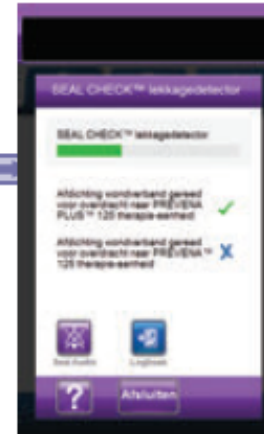 SEAL CHECK™ lekkagedetector
SEAL CHECK™ lekkagedetector
Afdichting wondverband gereed
voor overdracht naar PREVENA
PLUS™ 125 therapie-eenheid
Afdichting wondverband gereed
voor overdracht naar PREVENA™
125 therapie-eenheid
Seal Audio
Logboek
?
Afsluiten